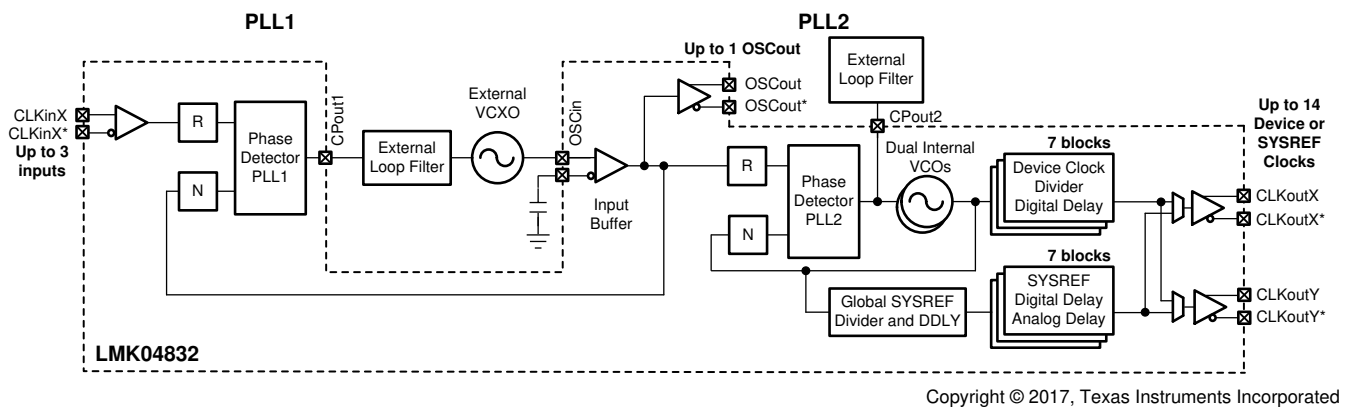 PLL1
PLL2
Up to 1 OSCout
External
Loop Filter
OSCout
OSCout*
CPout2
CLKinX
CLKinX*
Up to 3
inputs
R
N
Phase
Detector
PLL1
CPout1
External
Loop Filter
External
VCXO
OSCin
Input
Buffer
R
N
Phase
Detector
PLL2
Dual Internal
VCOs
7 blocks
Device Clock
Divider
Digital Delay
7 blocks
SYSREF
Digital Delay
Analog Delay
Global SYSREF
Divider and DDLY
Up to 14
Device or
SYSREF
Clocks
CLKoutX
CLKoutX*
CLKoutY
CLKoutY*
LMK04832
Copyright © 2017, Texas Instruments Incorporated